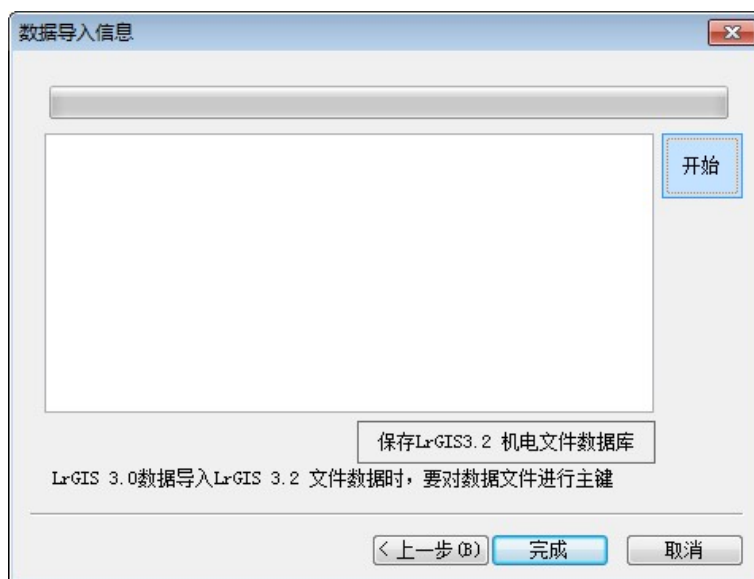 数据导入信息
开始
保存LrGIS3.2 机电文件数据库
LrGIS 3.0数据导入LrGIS 3.2 文件数据时，要对数据文件进行主键
< 上一步(B)
完成
取消